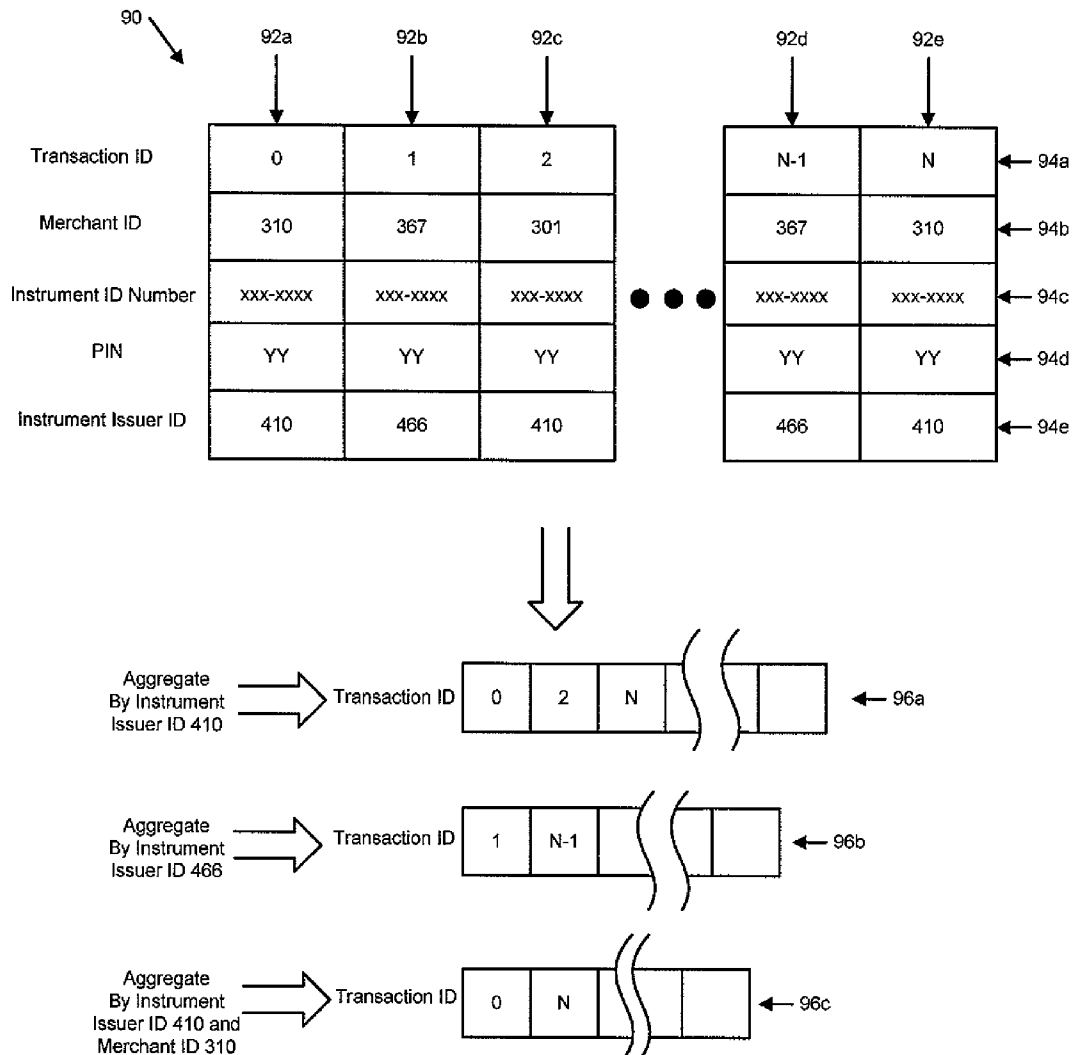 90
92a 92b 92c 92d 92e
Transaction ID 0 1 2 N-1 N 94a
Merchant ID 310 367 301 367 310 94b
Instrument ID Number xxx-xxxx xxx-xxxx xxx-xxxx xxx-xxxx xxx-xxxx 94c
PIN YY YY YY YY YY 94d
Instrument Issuer ID 410 466 410 466 410 94e
Aggregate
By Instrument
Issuer ID 410
Transaction ID 0 2 N 96a
Aggregate
By Instrument
Issuer ID 466
Transaction ID 1 N-1 96b
Aggregate
By Instrument
Issuer ID 410 and
Merchant ID 310
Transaction ID 0 N 96c